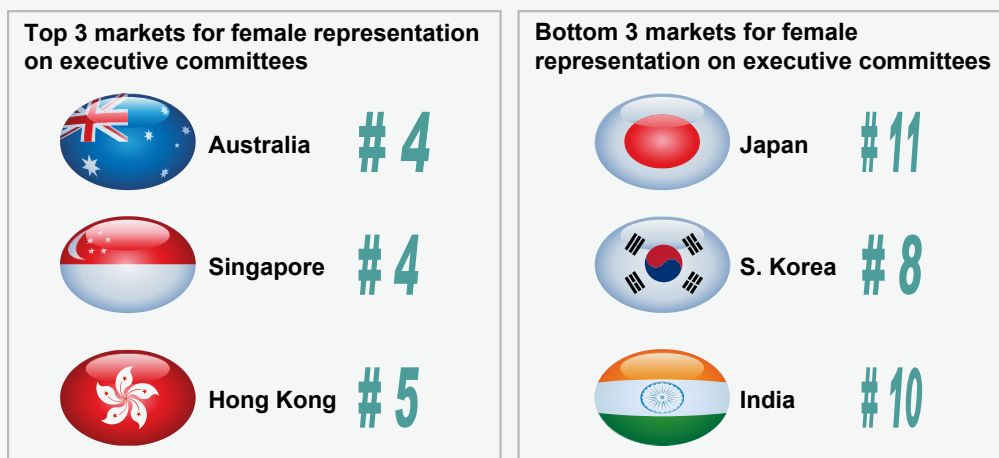 Top 3 markets for female representation
on executive committees
Australia # 4
Singapore # 4
Hong Kong # 5
Bottom 3 markets for female
representation on executive committees
Japan # 11
S. Korea # 8
India # 10